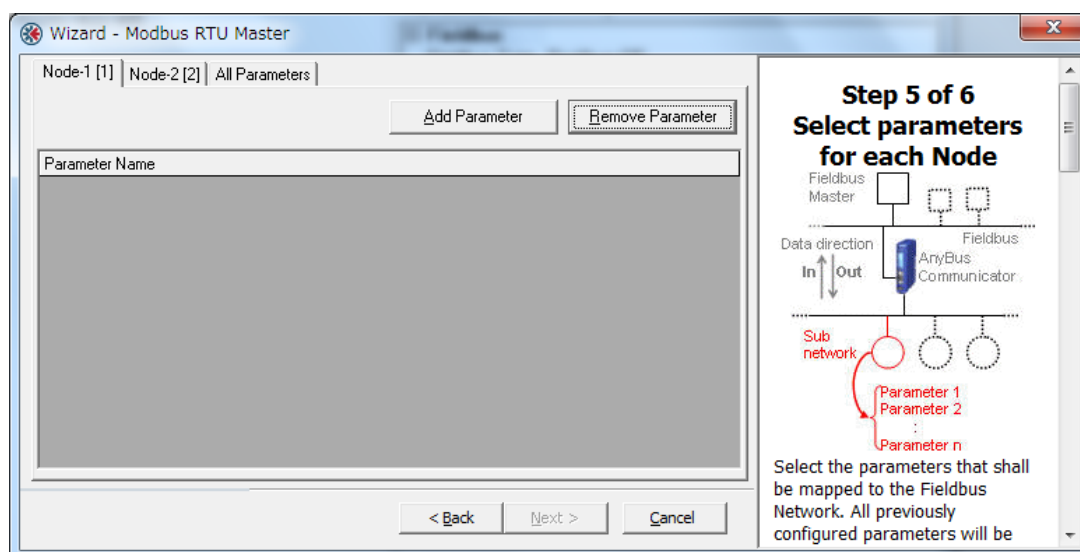 Wizard - Modbus RTU Master
Node-1 [1] Node-2 [2] All Parameters
Add Parameter Remove Parameter
Parameter Name
< Back Next > Cancel
Step 5 of 6
Select parameters
for each Node
Fieldbus
Master
Data direction
In Out
Fieldbus
AnyBus
Communicator
Sub
network
Parameter 1
Parameter 2
:
Parameter n
Select the parameters that shall
be mapped to the Fieldbus
Network. All previously
configured parameters will be